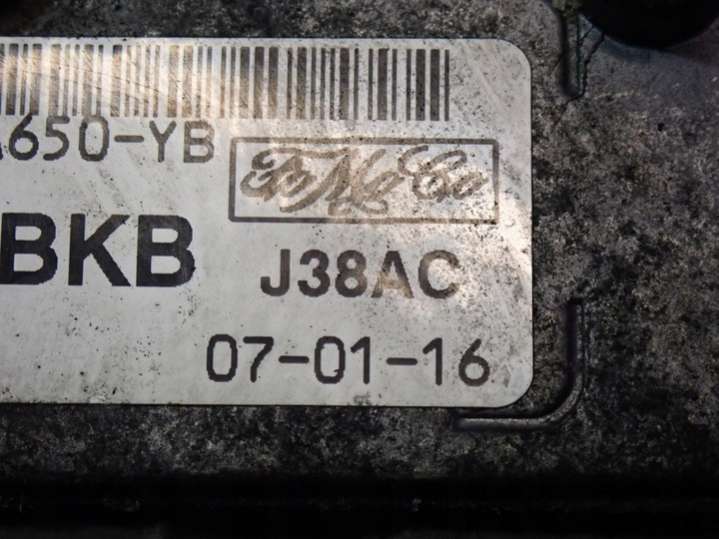 650-YB
FoMoCo
BKB
J38AC
07-01-16